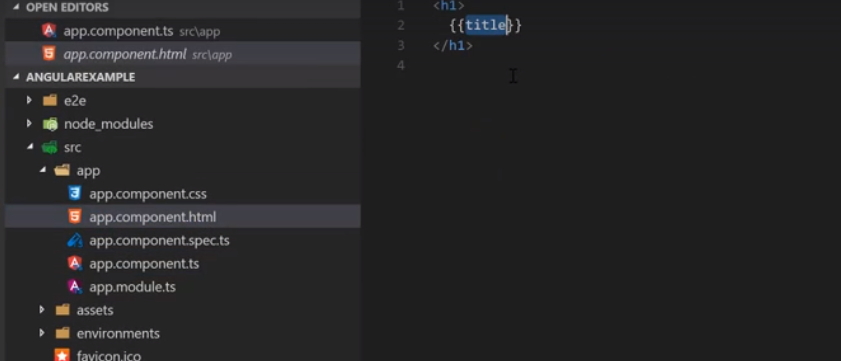 OPEN EDITORS
app.component.ts src\app
app.component.html src\app
ANGULAREXAMPLE
e2e
node_modules
src
app
app.component.css
app.component.html
app.component.spec.ts
app.component.ts
app.module.ts
assets
environments
favicon.ico
1 <h1>
2 {{title}}
3 </h1>
4